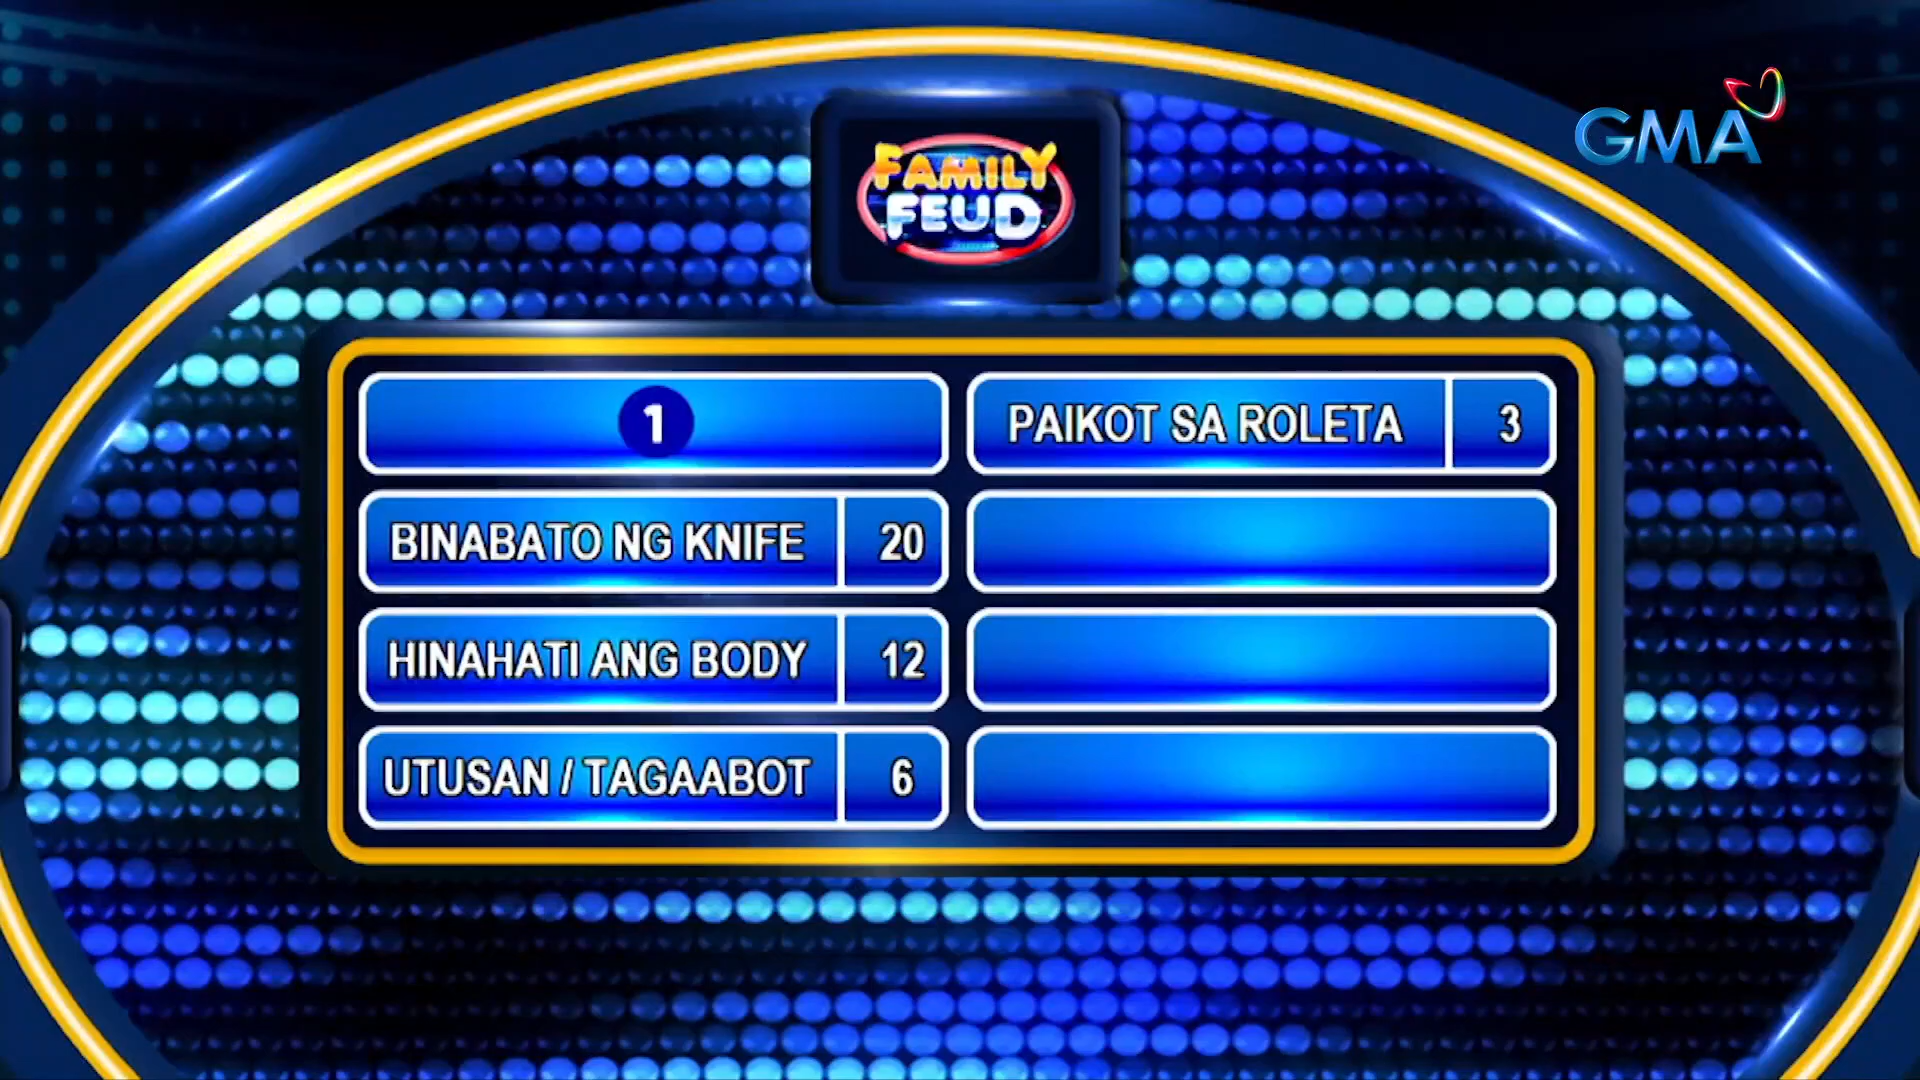 GMA
FAMILY
FEUD
1
BINABATO NG KNIFE 20
HINAHATI ANG BODY 12
UTUSAN / TAGAABOT 6
PAIKOT SA ROLETA 3